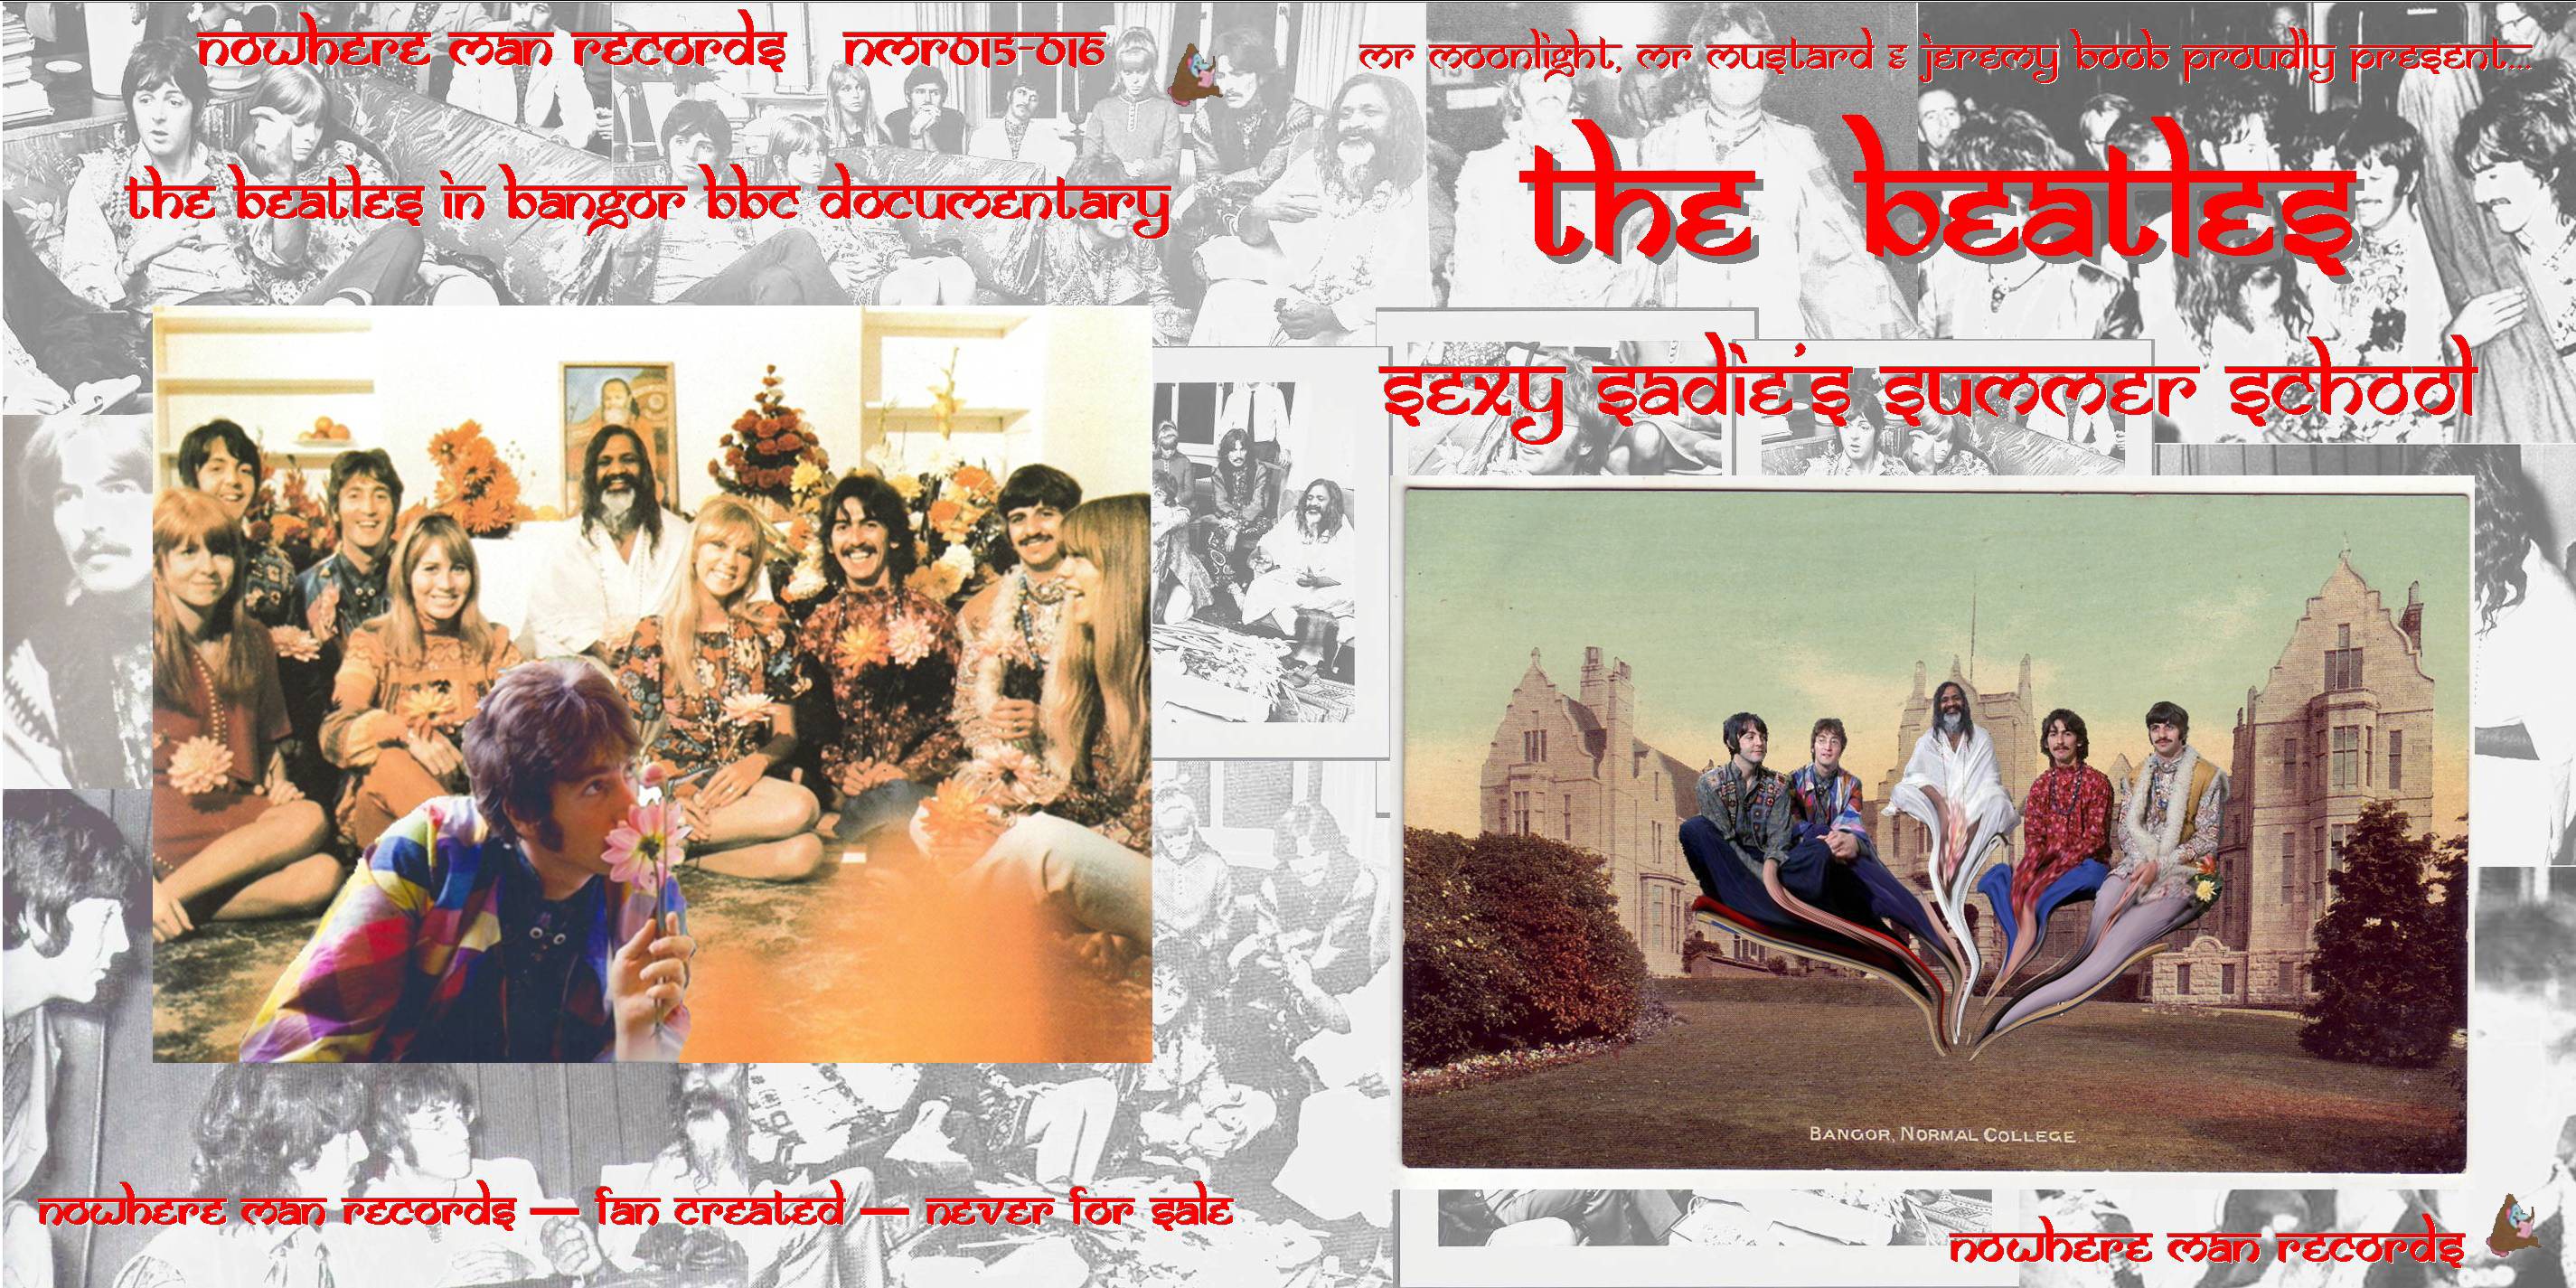 nowhere man records nmr015-016
the beatles in bangor bbc documentary
nowhere man records — fan created — never for sale
mr moonlight, mr mustard & jeremy boob proudly present...
the beatles
sexy sadie's summer school
BANGOR, NORMAL COLLEGE.
nowhere man records